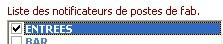 Liste des notificateurs de postes de fab.
ENTREES
BAR